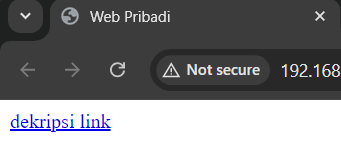 Web Pribadi
Not secure
192.168
dekripsi link